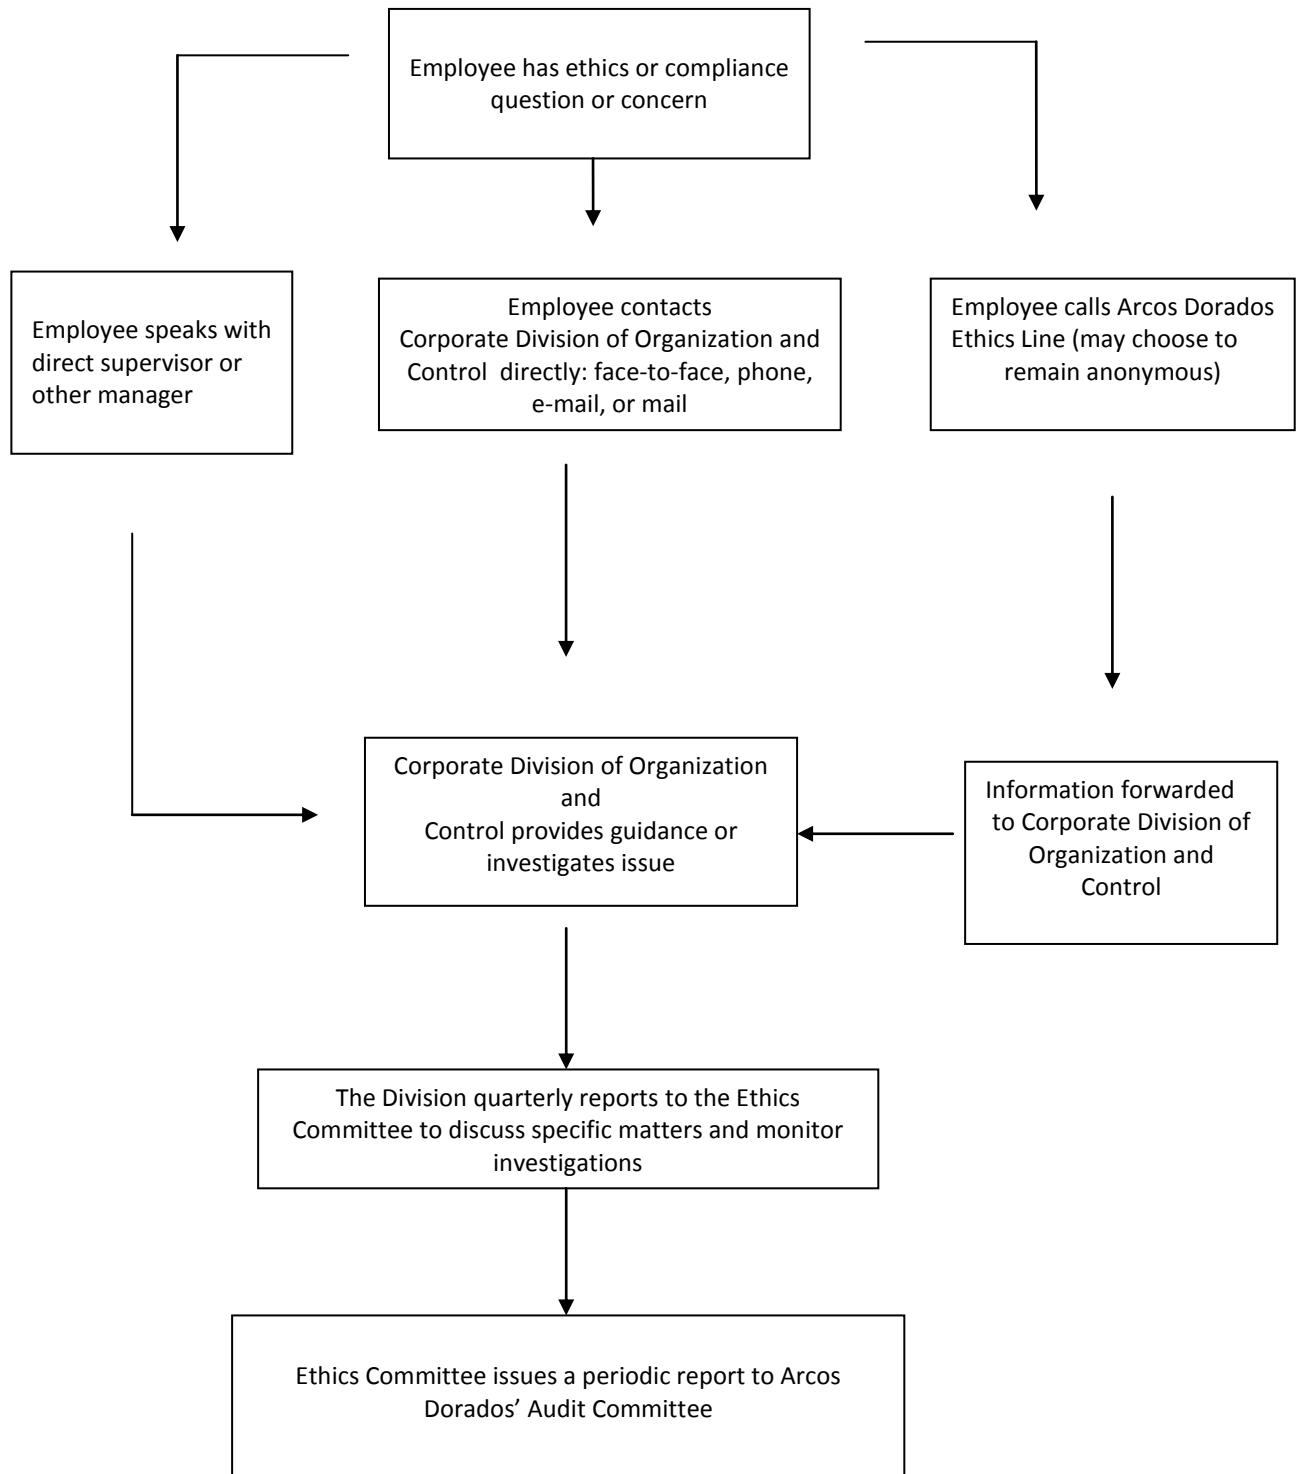 Employee has ethics or compliance
question or concern
Employee speaks with
direct supervisor or
other manager
Employee contacts
Corporate Division of Organization and
Control directly: face-to-face, phone,
e-mail, or mail
Employee calls Arcos Dorados
Ethics Line (may choose to
remain anonymous)
Corporate Division of Organization
and
Control provides guidance or
investigates issue
Information forwarded
to Corporate Division of
Organization and
Control
The Division quarterly reports to the Ethics
Committee to discuss specific matters and monitor
investigations
Ethics Committee issues a periodic report to Arcos
Dorados’ Audit Committee